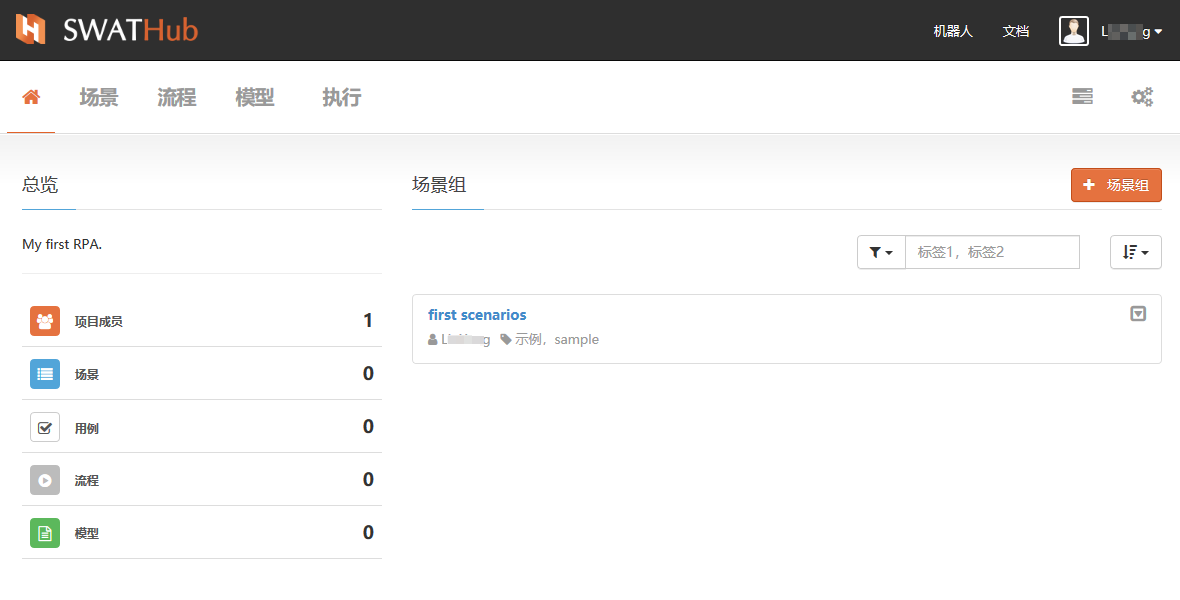 SWATHub
机器人 文档
场景 流程 模型 执行
总览
My first RPA.
项目成员 1
场景 0
用例 0
流程 0
模型 0
场景组
+ 场景组
标签1，标签2
first scenarios
示例，sample